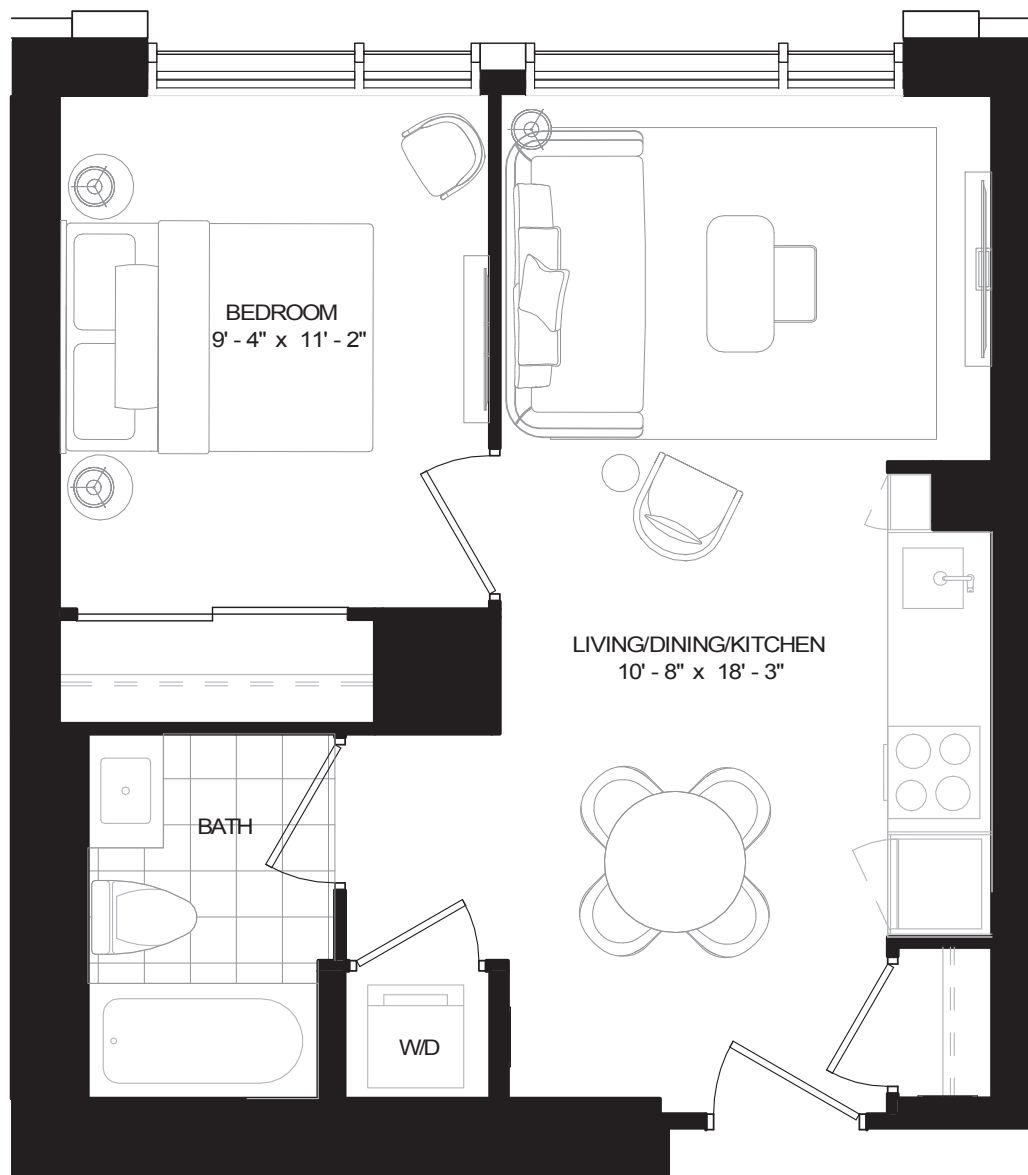 BEDROOM
9' - 4" x 11' - 2"
LIVING/DINING/KITCHEN
10' - 8" x 18' - 3"
BATH
W/D